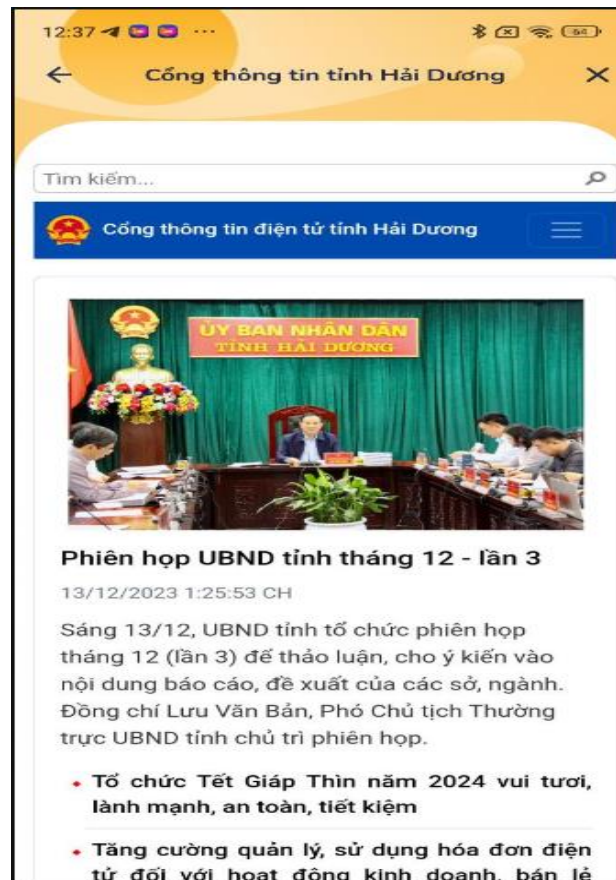 12:37
64
Cổng thông tin tỉnh Hải Dương
Tìm kiếm...
Cổng thông tin điện tử tỉnh Hải Dương
ỦY BAN NHÂN DÂN
TỈNH HẢI DƯƠNG
Phiên họp UBND tỉnh tháng 12 - lần 3
13/12/2023 1:25:53 CH
Sáng 13/12, UBND tỉnh tổ chức phiên họp
tháng 12 (lần 3) để thảo luận, cho ý kiến vào
nội dung báo cáo, đề xuất của các sở, ngành.
Đồng chí Lưu Văn Bản, Phó Chủ tịch Thường
trực UBND tỉnh chủ trì phiên họp.
Tổ chức Tết Giáp Thìn năm 2024 vui tươi,
lành mạnh, an toàn, tiết kiệm
Tăng cường quản lý, sử dụng hóa đơn điện
tử đối với hoạt động kinh doanh, bán lẻ